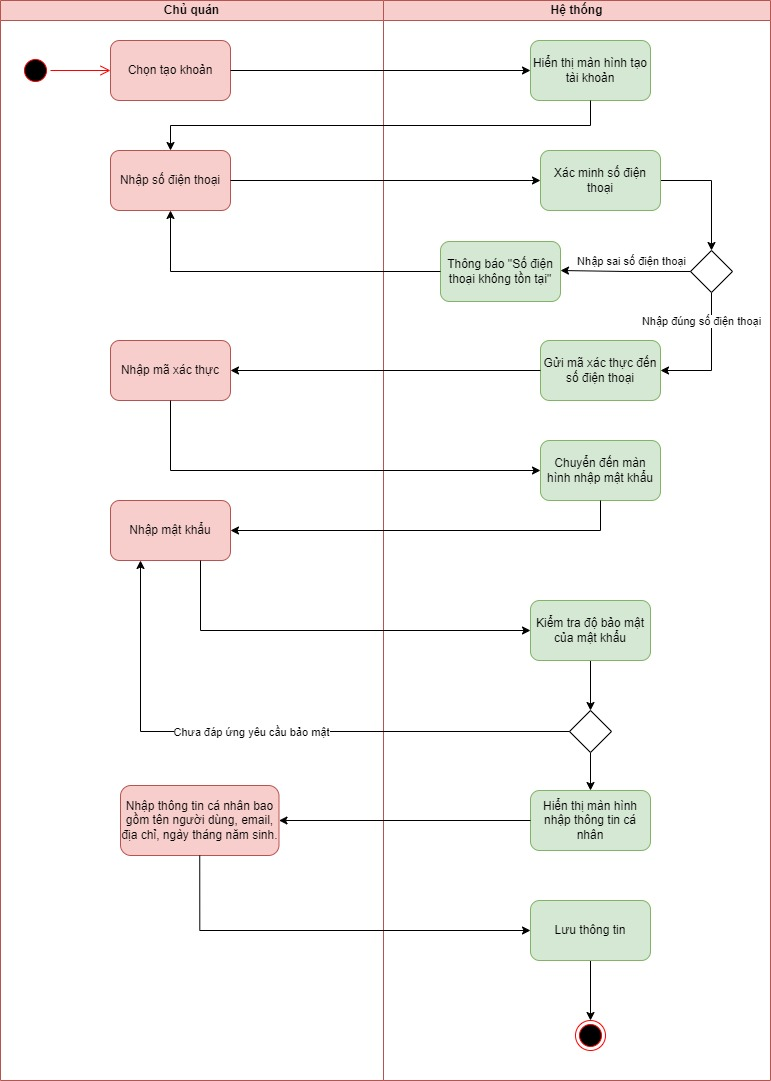 Chủ quán
Hệ thống
Chọn tạo khoản
Hiển thị màn hình tạo
tài khoản
Nhập số điện thoại
Xác minh số điện
thoại
Thông báo "Số điện
thoại không tồn tại"
Nhập sai số điện thoại
Nhập đúng số điện thoại
Nhập mã xác thực
Gửi mã xác thực đến
số điện thoại
Chuyển đến màn
hình nhập mật khẩu
Nhập mật khẩu
Kiểm tra độ bảo mật
của mật khẩu
Chưa đáp ứng yêu cầu bảo mật
Nhập thông tin cá nhân bao
gồm tên người dùng, email,
địa chỉ, ngày tháng năm sinh.
Hiển thị màn hình
nhập thông tin cá
nhân
Lưu thông tin